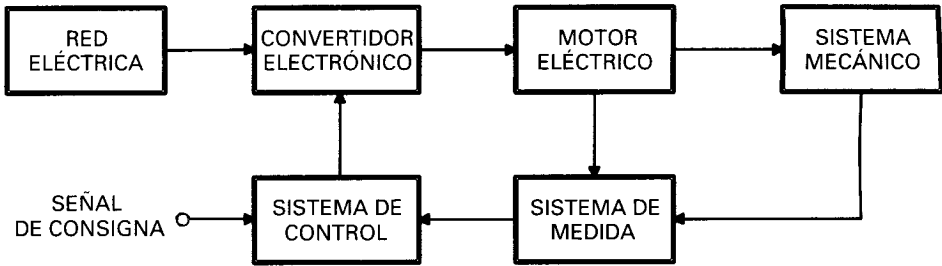 RED
ELÉCTRICA
CONVERTIDOR
ELECTRÓNICO
MOTOR
ELÉCTRICO
SISTEMA
MECÁNICO
SEÑAL
DE CONSIGNA
SISTEMA DE
CONTROL
SISTEMA DE
MEDIDA